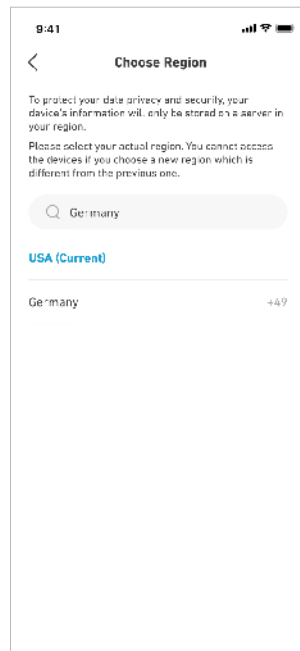 9:41
Choose Region
To protect your data privacy and security, your
device's information will only be stored on a server in
your region.
Please select your actual region. You cannot access
the devices if you choose a new region which is
different from the previous one.
Germany
USA (Current)
Germany +49